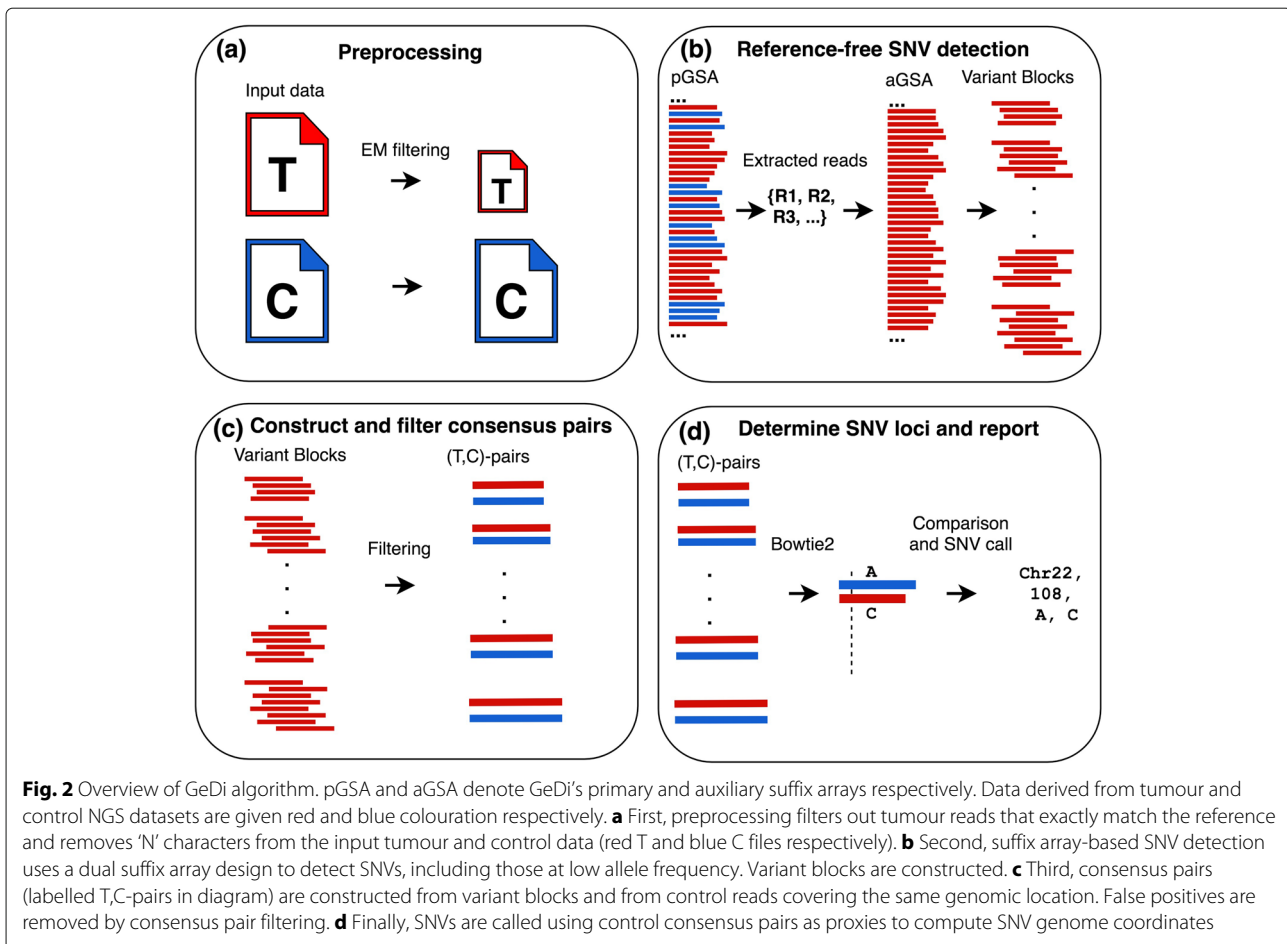 (a) Preprocessing
Input data
T
EM filtering
T
C
C
(b) Reference-free SNV detection
pGSA
aGSA
Variant Blocks
...
...
Extracted reads
{R1, R2,
R3, ...}
...
...
(c) Construct and filter consensus pairs
Variant Blocks
(T,C)-pairs
Filtering
(d) Determine SNV loci and report
(T,C)-pairs
Bowtie2
Comparison
and SNV call
A
C
Chr22,
108,
A, C
Fig. 2 Overview of GeDi algorithm. pGSA and aGSA denote GeDi's primary and auxiliary suffix arrays respectively. Data derived from tumour and
control NGS datasets are given red and blue colouration respectively. a First, preprocessing filters out tumour reads that exactly match the reference
and removes 'N' characters from the input tumour and control data (red T and blue C files respectively). b Second, suffix array-based SNV detection
uses a dual suffix array design to detect SNVs, including those at low allele frequency. Variant blocks are constructed. c Third, consensus pairs
(labelled T,C-pairs in diagram) are constructed from variant blocks and from control reads covering the same genomic location. False positives are
removed by consensus pair filtering. d Finally, SNVs are called using control consensus pairs as proxies to compute SNV genome coordinates